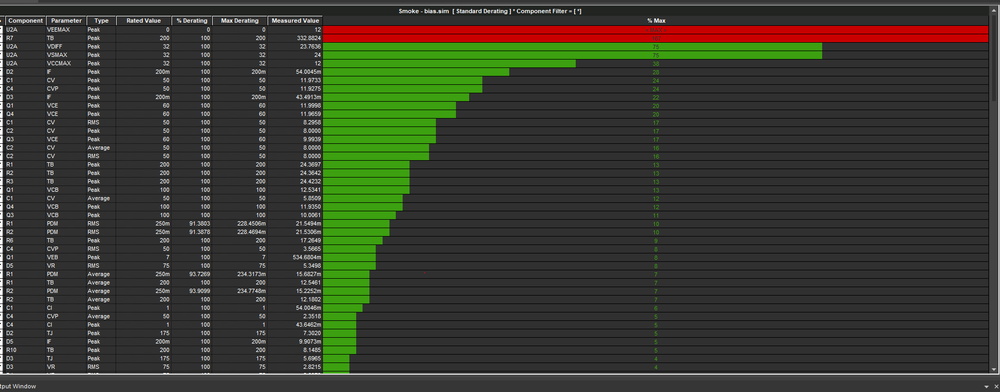 Smoke - bias.sim [ Standard Derating ] * Component Filter = [ *]
Component Parameter Type Rated Value % Derating Max Derating Measured Value % Max
U2A VEEMAX Peak 0 0 0 12 < MAX >
R7 TB Peak 200 100 200 332.8824 167
U2A VDIFF Peak 32 100 32 23.7636 75
U2A VSMAX Peak 32 100 32 24 75
U2A VCCMAX Peak 32 100 32 12 38
D2 IF Peak 200m 100 200m 54.0045m 28
C1 CV Peak 50 100 50 11.9733 24
C4 CVP Peak 50 100 50 11.9275 24
D3 IF Peak 200m 100 200m 43.4913m 22
Q1 VCE Peak 60 100 60 11.9998 20
Q4 VCE Peak 60 100 60 11.9659 20
C1 CV RMS 50 100 50 8.2958 17
C2 CV Peak 50 100 50 8.0000 17
Q3 VCE Peak 60 100 60 9.9939 17
C2 CV Average 50 100 50 8.0000 16
C2 CV RMS 50 100 50 8.0000 16
R1 TB Peak 200 100 200 24.3697 13
R2 TB Peak 200 100 200 24.3642 13
R3 TB Peak 200 100 200 24.4232 13
Q1 VCB Peak 100 100 100 12.5341 13
C1 CV Average 50 100 50 5.8509 12
Q4 VCB Peak 100 100 100 11.9350 12
Q3 VCB Peak 100 100 100 10.0061 11
R1 PDM RMS 250m 91.3803 228.4506m 21.5494m 10
R2 PDM RMS 250m 91.3878 228.4694m 21.5306m 10
R6 TB Peak 200 100 200 17.2649 9
C4 CVP RMS 50 100 50 3.5665 8
Q1 VEB Peak 7 100 7 534.6804m 8
D5 VR RMS 75 100 75 5.3498 8
R1 PDM Average 250m 93.7269 234.3173m 15.6827m 7
R1 TB Average 200 100 200 12.5461 7
R2 PDM Average 250m 93.9099 234.7748m 15.2252m 7
R2 TB Average 200 100 200 12.1802 7
C1 CI Peak 1 100 1 54.0046m 6
C4 CVP Average 50 100 50 2.3518 5
C4 CI Peak 1 100 1 43.6462m 5
D2 TJ Peak 175 100 175 7.3020 5
D5 IF Peak 200m 100 200m 9.9073m 5
R10 TB Peak 200 100 200 8.1485 5
D3 TJ Peak 175 100 175 5.6965 4
D3 VR RMS 75 100 75 2.8215 4
tput Window